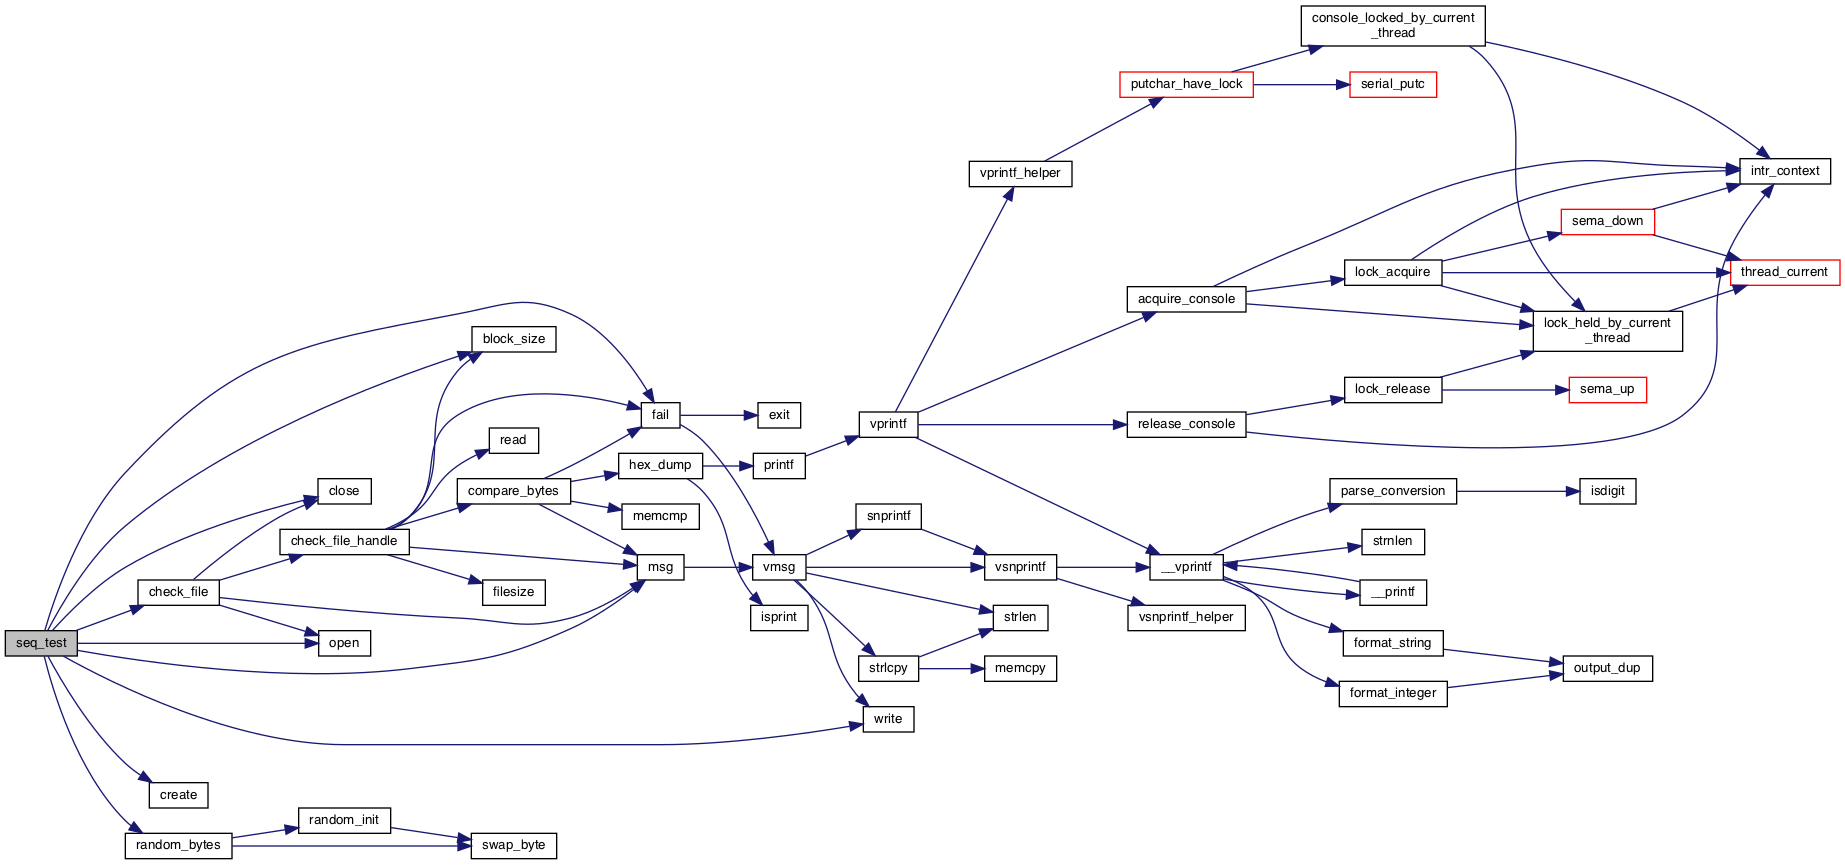 console_locked_by_current
_thread
putchar_have_lock
serial_putc
vprintf_helper
intr_context
sema_down
lock_acquire
thread_current
acquire_console
lock_held_by_current
_thread
block_size
lock_release
sema_up
fail
exit
vprintf
release_console
read
hex_dump
printf
close
compare_bytes
parse_conversion
isdigit
memcmp
snprintf
check_file_handle
strnlen
msg
vmsg
vsnprintf
__vprintf
check_file
filesize
__printf
isprint
strlen
vsnprintf_helper
seq_test
open
format_string
strlcpy
memcpy
output_dup
format_integer
write
create
random_init
random_bytes
swap_byte